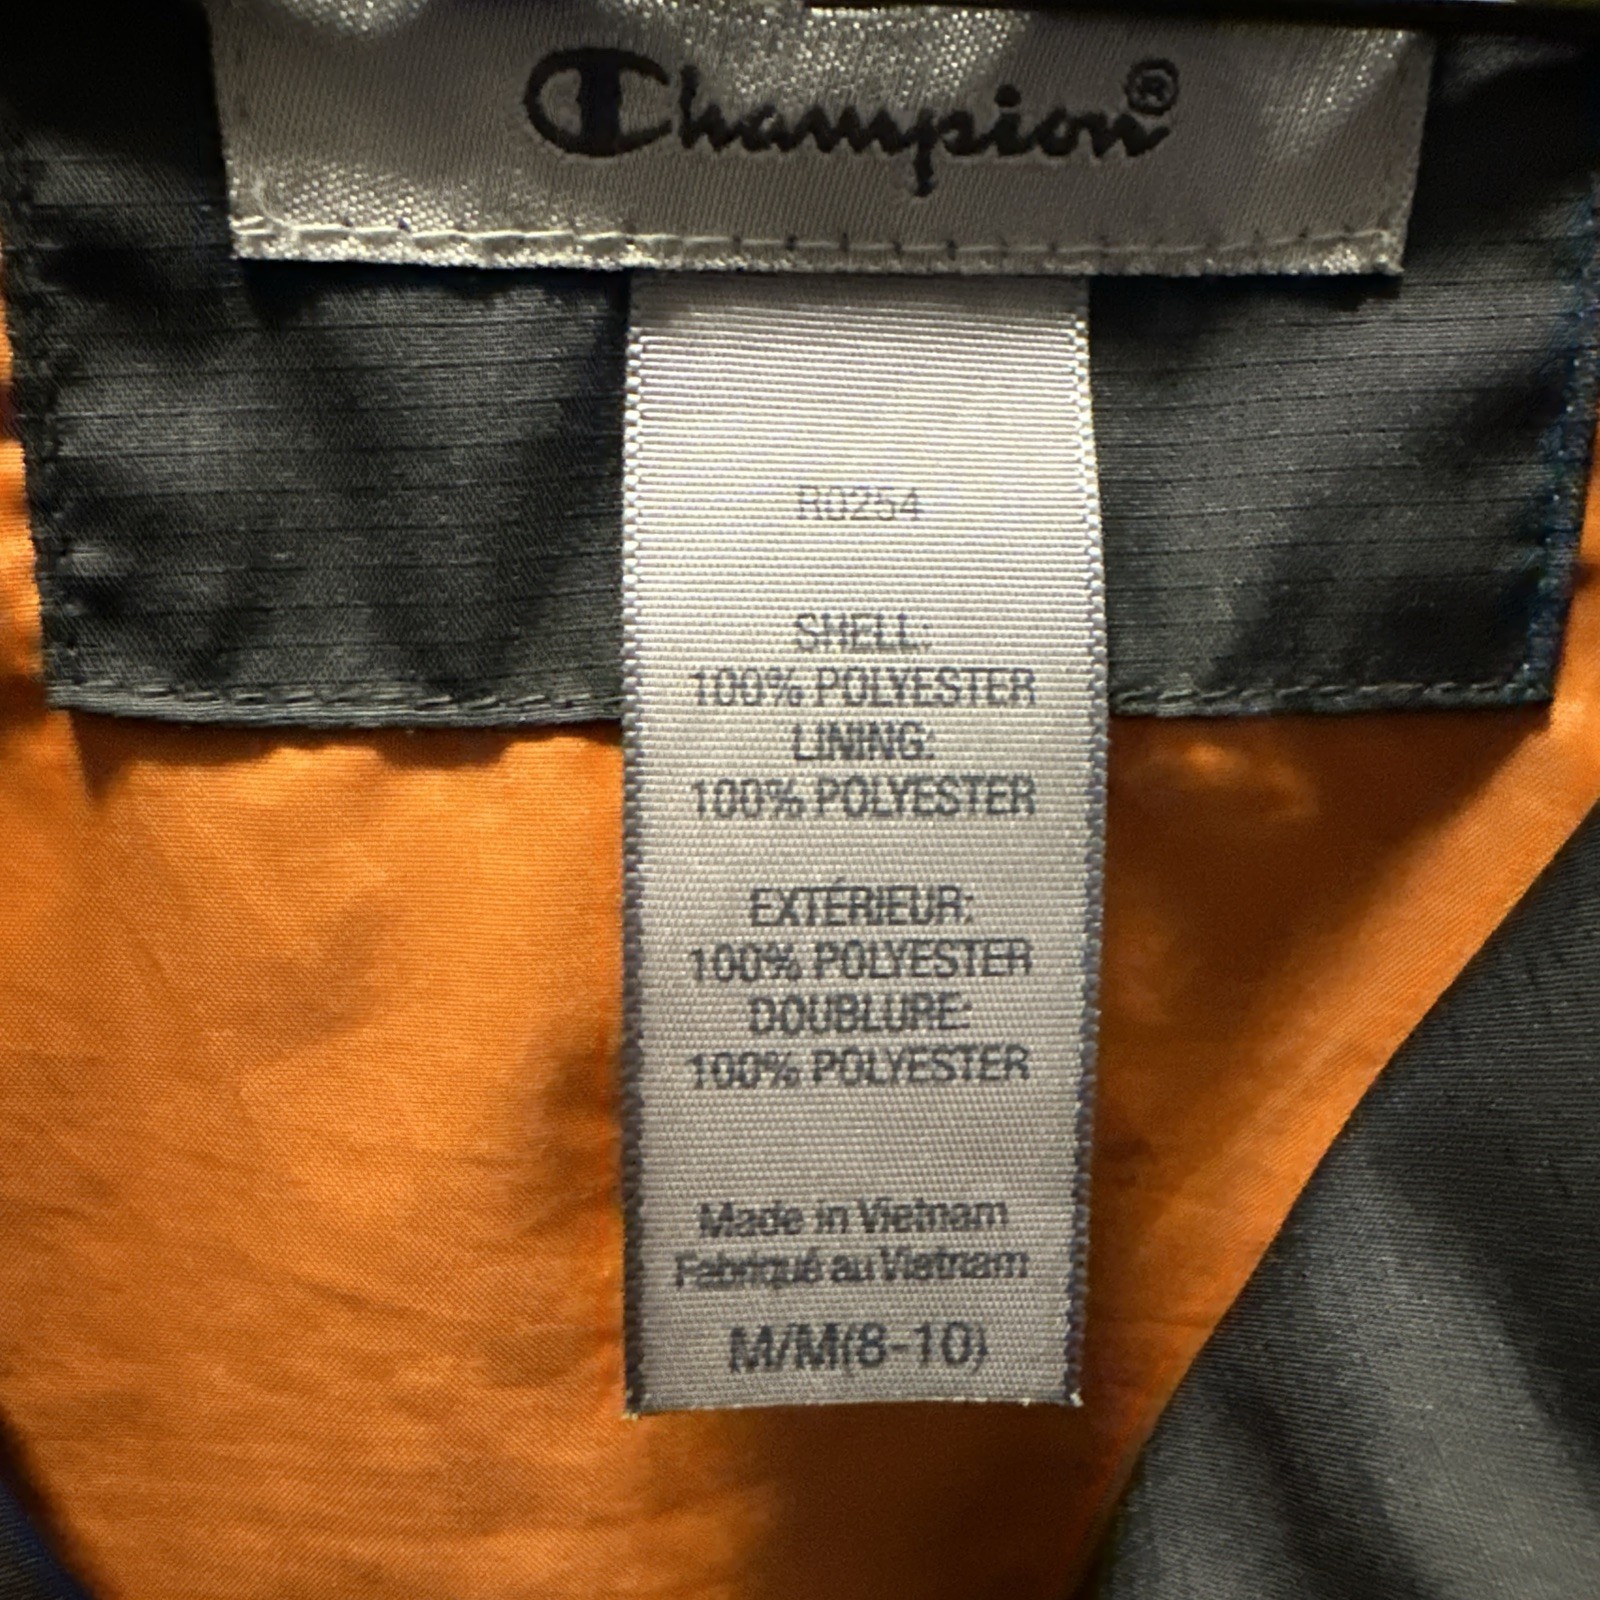 Champion®
R0254
SHELL:
100% POLYESTER
LINING:
100% POLYESTER
EXTÉRIEUR:
100% POLYESTER
DOUBLURE:
100% POLYESTER
Made in Vietnam
Fabriqué au Vietnam
M/M(8-10)